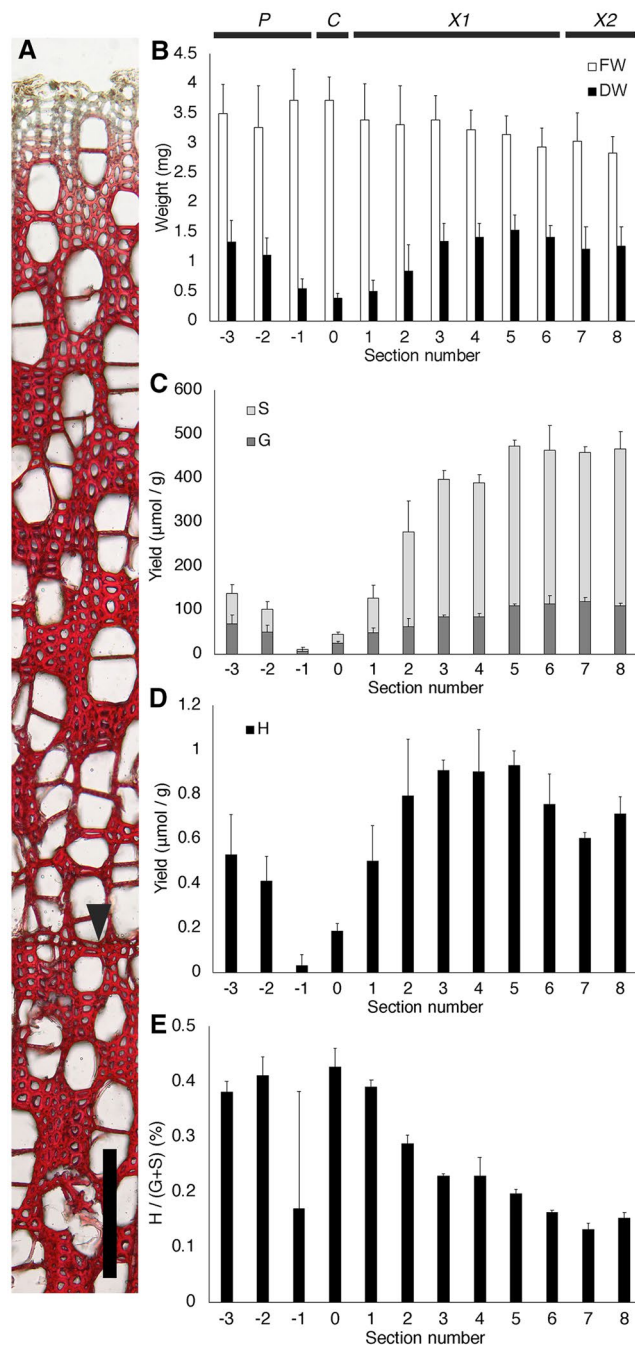 P C X1 X2
A
B
FW
DW
Weight (mg)
4.5
4
3.5
3
2.5
2
1.5
1
0.5
0
-3 -2 -1 0 1 2 3 4 5 6 7 8
Section number
C
S
G
Yield (μmol / g)
600
500
400
300
200
100
0
-3 -2 -1 0 1 2 3 4 5 6 7 8
Section number
D
H
Yield (μmol / g)
1.2
1
0.8
0.6
0.4
0.2
0
-3 -2 -1 0 1 2 3 4 5 6 7 8
Section number
E
H / (G+S) (%)
0.5
0.4
0.3
0.2
0.1
0
-3 -2 -1 0 1 2 3 4 5 6 7 8
Section number